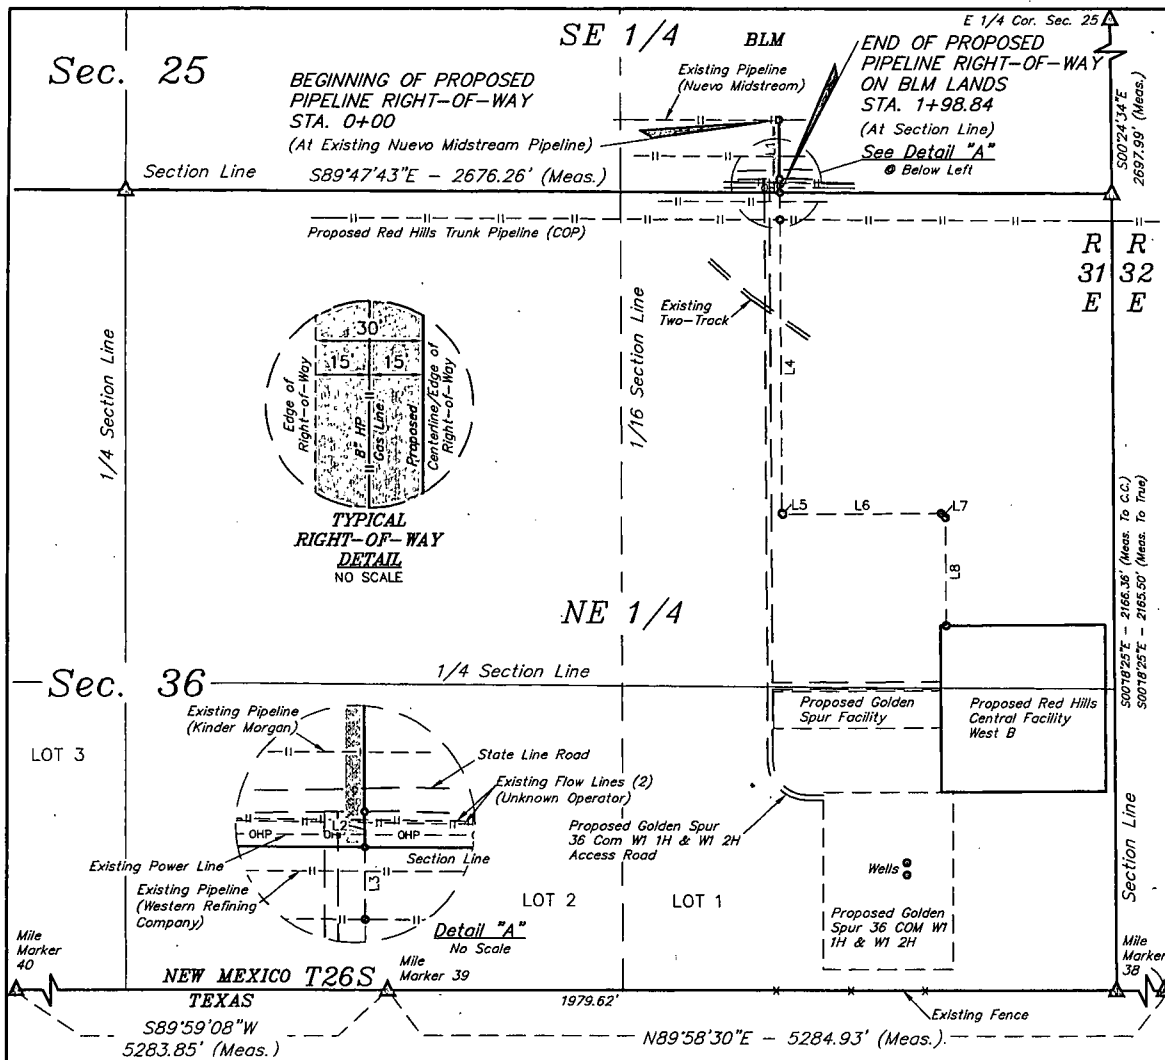 E 1/4 Cor. Sec. 25
SE 1/4
BLM
Sec. 25
BEGINNING OF PROPOSED
PIPELINE RIGHT-OF-WAY
STA. 0+00
(At Existing Nuevo Midstream Pipeline)
Existing Pipeline
(Nuevo Midstream)
END OF PROPOSED
PIPELINE RIGHT-OF-WAY
ON BLM LANDS
STA. 1+98.84
(At Section Line)
See Detail "A"
@ Below Left
S00°24'34"E
2697.99' (Meas.)
L1
Section Line
S89°47'43"E - 2676.26' (Meas.)
Proposed Red Hills Trunk Pipeline (COP)
R R
31 32
E E
Existing
Two-Track
1/4 Section Line
1/16 Section Line
L4
30'
15' 15'
Edge of
Right-of-Way
8" HP
Gas Line
Proposed
Centerline/Edge of
Right-of-Way
TYPICAL
RIGHT-OF-WAY
DETAIL
NO SCALE
L5 L6 L7
L8
S00°18'25"E - 2166.36' (Meas. To C.C.)
S00°18'25"E - 2165.50' (Meas. To True)
NE 1/4
Sec. 36
1/4 Section Line
Proposed Golden
Spur Facility
Proposed Red Hills
Central Facility
West B
LOT 3
Existing Pipeline
(Kinder Morgan)
State Line Road
Existing Flow Lines (2)
(Unknown Operator)
L2
OHP OHP OHP
Existing Power Line
Section Line
Existing Pipeline
(Western Refining
Company)
L3
Detail "A"
No Scale
Proposed Golden Spur
36 Com W1 1H & W1 2H
Access Road
LOT 2
LOT 1
Wells
Proposed Golden
Spur 36 COM W1
1H & W1 2H
Section Line
Mile
Marker
40
NEW MEXICO T26S
TEXAS
Mile
Marker 39
1979.62'
Mile
Marker
38
Existing Fence
S89°59'08"W
5283.85' (Meas.)
N89°58'30"E - 5284.93' (Meas.)